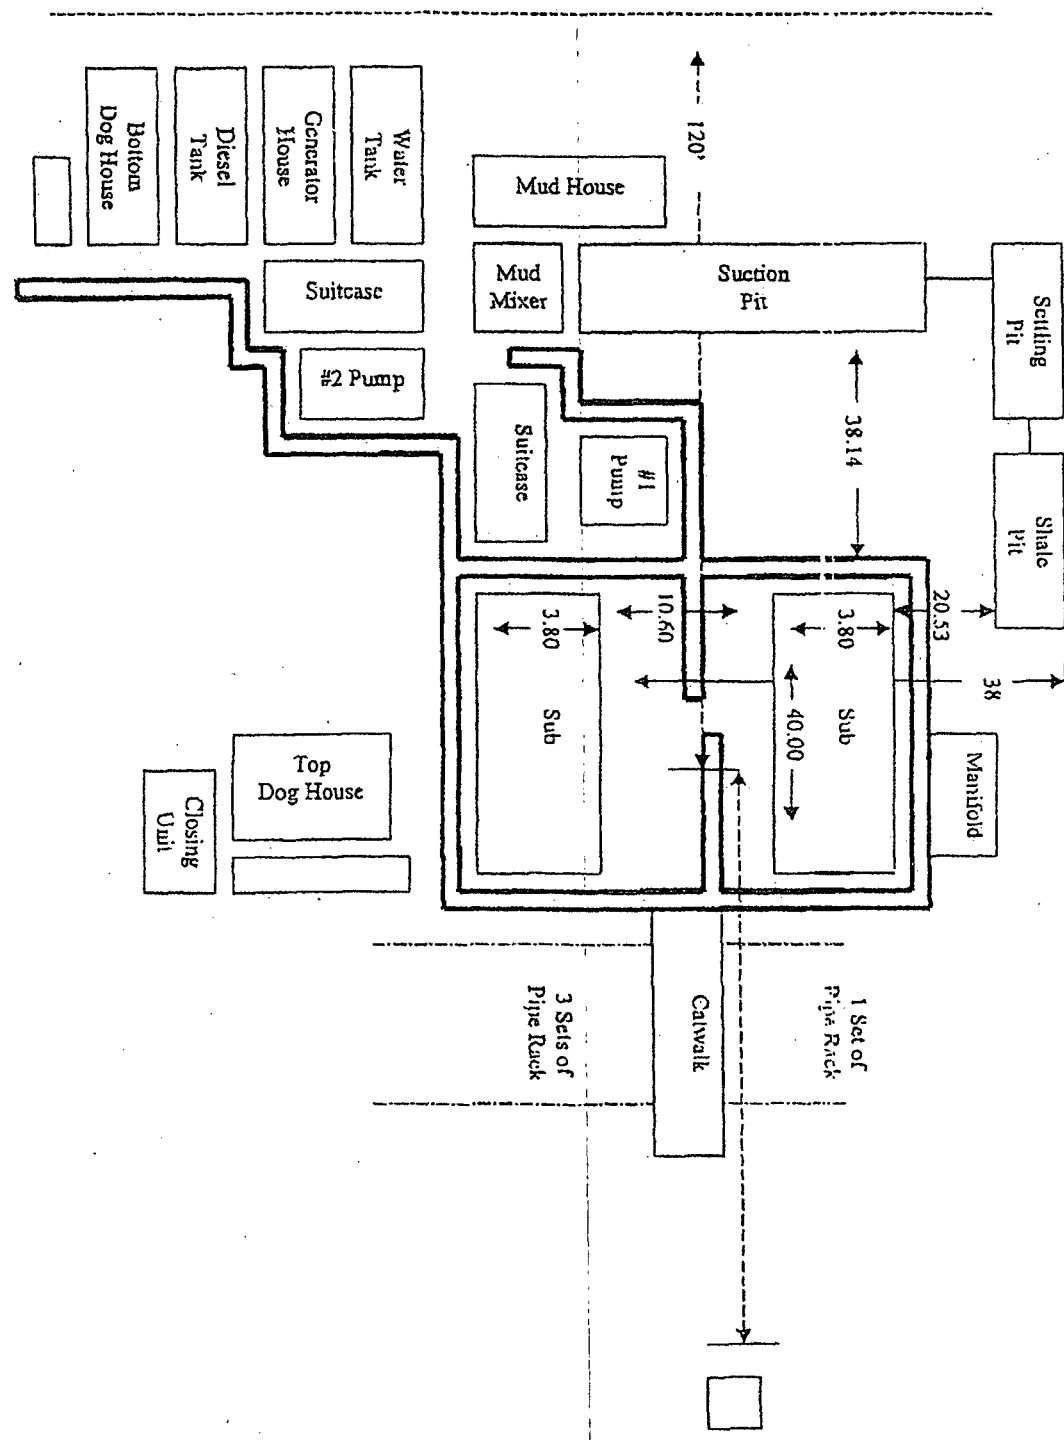 120'
Water
Tank
Generator
House
Diesel
Tank
Bottom
Dog House
Mud House
Mud
Mixer
Suction
Pit
Settling
Pit
Suitcase
#2 Pump
Suitcase
#1
Pump
38.14
Shale
Pit
20.53
10.60
3.80
3.80
38
40.00
Sub
Sub
Manifold
Top
Dog House
Closing
Unit
Catwalk
1 Set of
Pipe Rack
3 Sets of
Pipe Rack